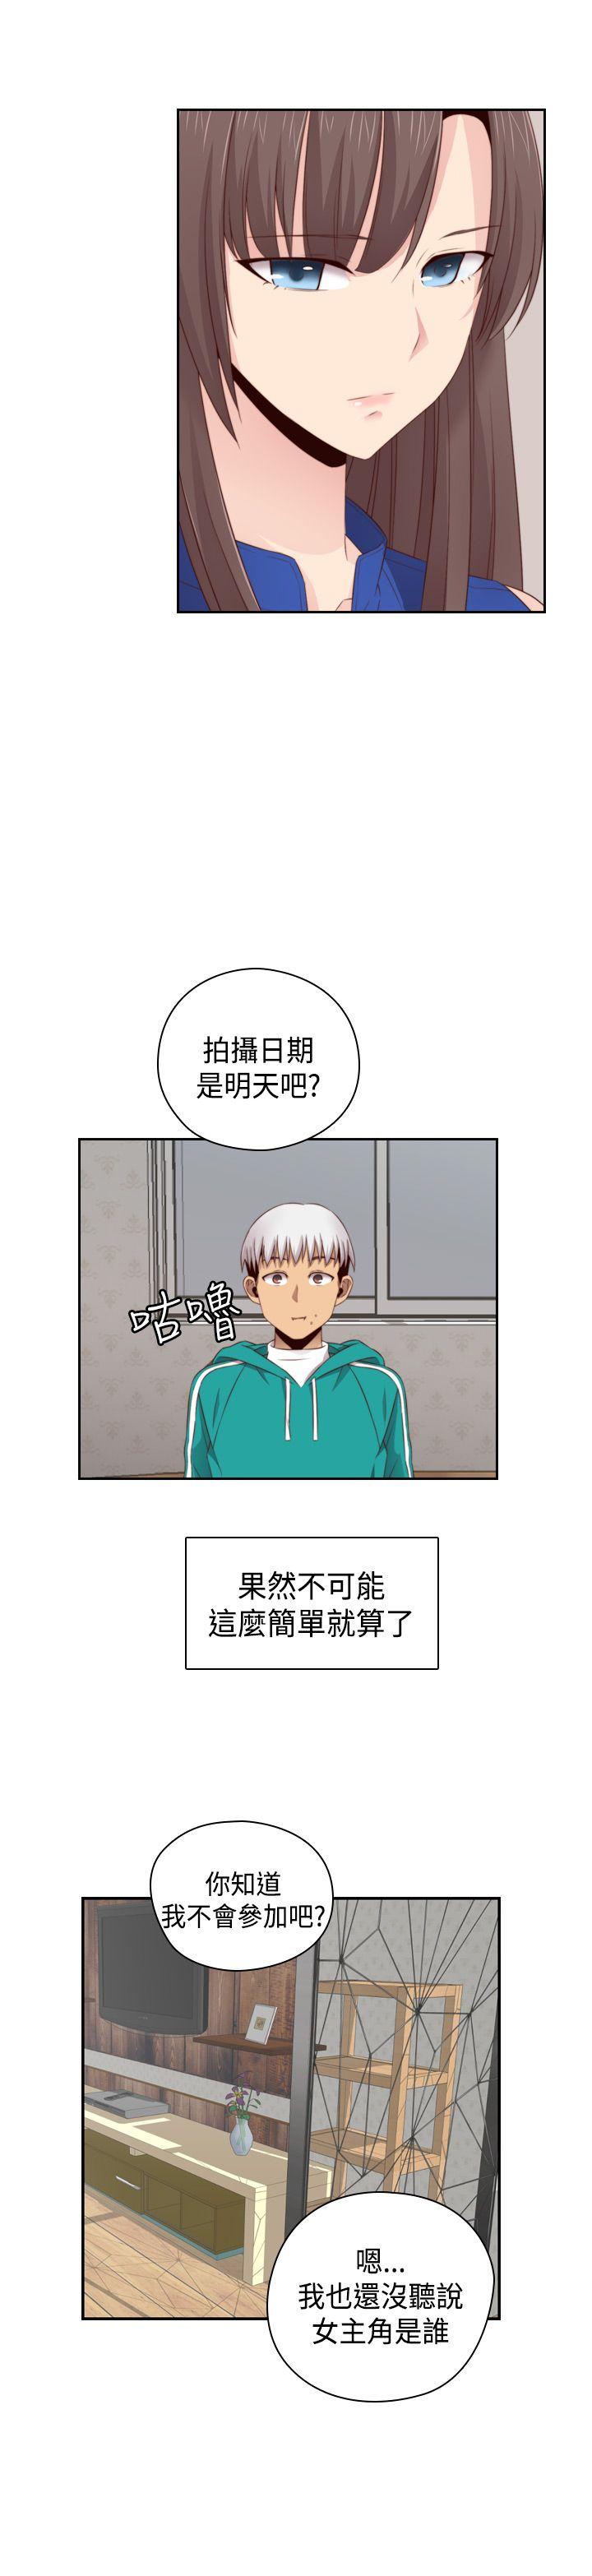 拍攝日期
是明天吧?
咕嚕
果然不可能
這麼簡單就算了
你知道
我不會參加吧?
嗯...
我也還沒聽說
女主角是誰